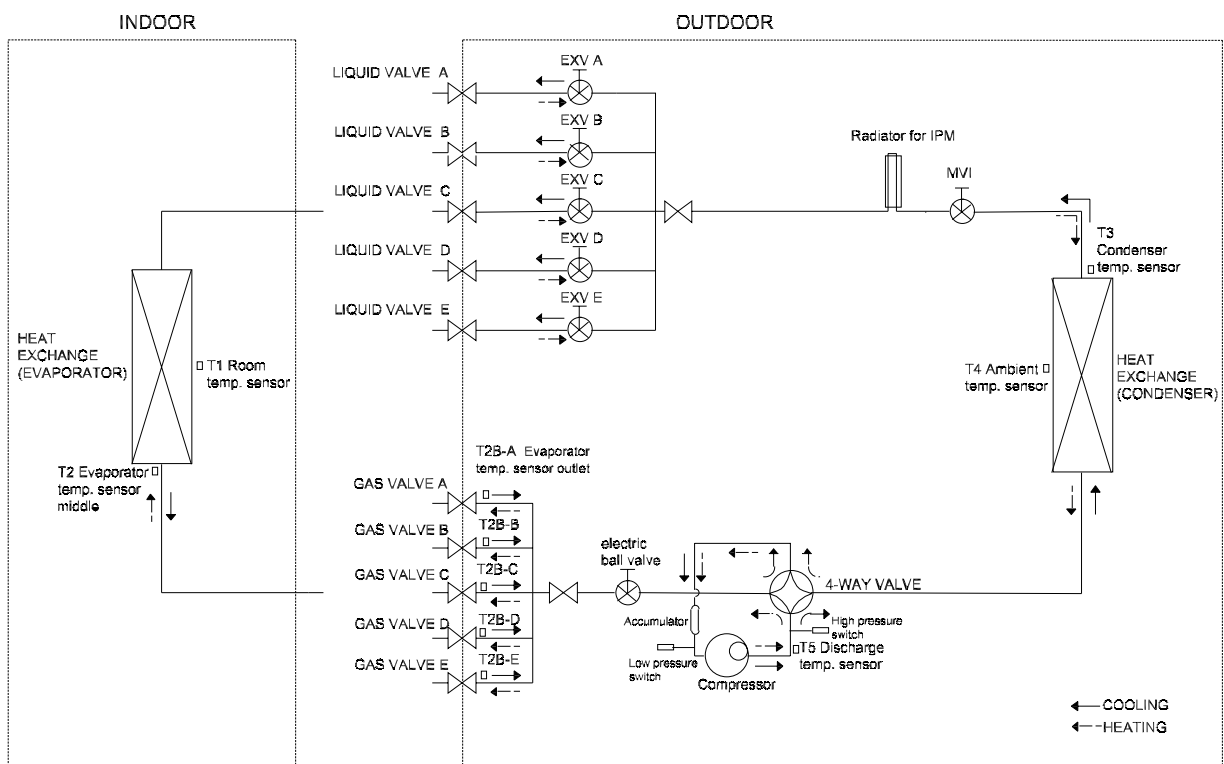 INDOOR
OUTDOOR
LIQUID VALVE A
EXV A
LIQUID VALVE B
EXV B
LIQUID VALVE C
EXV C
LIQUID VALVE D
EXV D
LIQUID VALVE E
EXV E
Radiator for IPM
MVI
T3
Condenser
temp. sensor
HEAT
EXCHANGE
(EVAPORATOR)
T1 Room
temp. sensor
T4 Ambient
temp. sensor
HEAT
EXCHANGE
(CONDENSER)
T2 Evaporator
temp. sensor
middle
T2B-A Evaporator
temp. sensor outlet
GAS VALVE A
GAS VALVE B
T2B-B
GAS VALVE C
T2B-C
GAS VALVE D
T2B-D
GAS VALVE E
T2B-E
electric
ball valve
4-WAY VALVE
Accumulator
High pressure
switch
Low pressure
switch
T5 Discharge
temp. sensor
Compressor
COOLING
HEATING